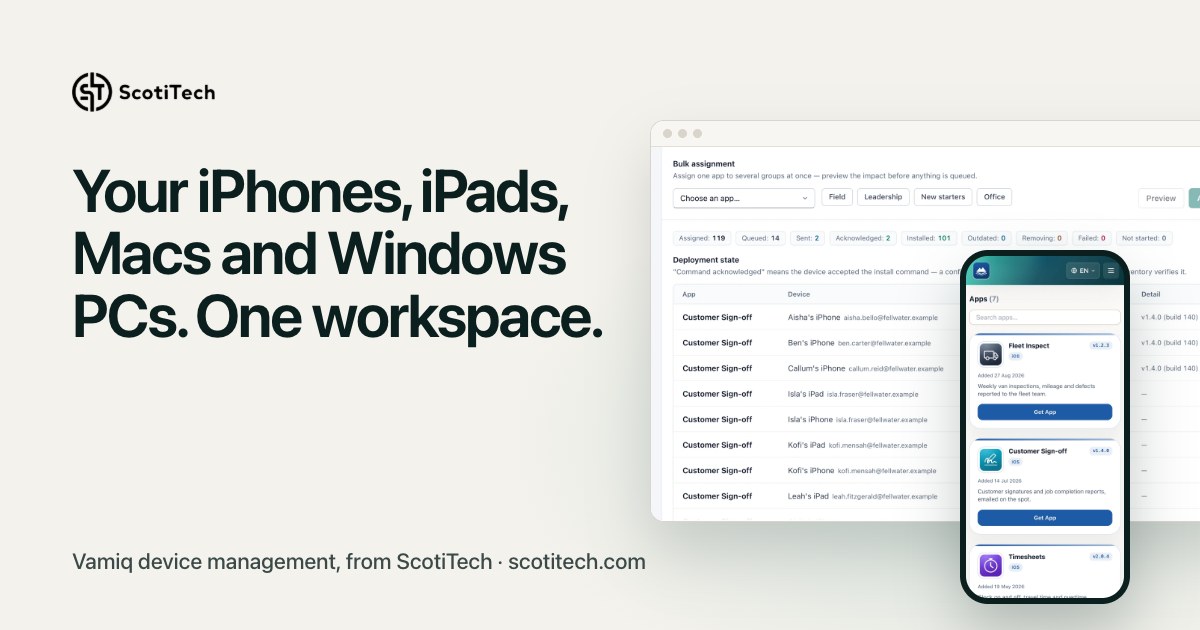 ScotiTech
Your iPhones, iPads,
Macs and Windows
PCs. One workspace.
Vamiq device management, from ScotiTech · scotitech.com
Bulk assignment
Assign one app to several groups at once — preview the impact before anything is queued.
Choose an app...
Field
Leadership
New starters
Office
Preview
Assigned: 119
Queued: 14
Sent: 2
Acknowledged: 2
Installed: 101
Outdated: 0
Removing: 0
Failed: 0
Not started: 0
Deployment state
"Command acknowledged" means the device accepted the install command — a
entory verifies it.
App Device Detail
Customer Sign-off Aisha's iPhone aisha.bello@fellwater.example v1.4.0 (build 140)
Customer Sign-off Ben's iPhone ben.carter@fellwater.example v1.4.0 (build 140)
Customer Sign-off Callum's iPhone callum.reid@fellwater.example v1.4.0 (build 140)
Customer Sign-off Isla's iPad isla.fraser@fellwater.example —
Customer Sign-off Isla's iPhone isla.fraser@fellwater.example —
Customer Sign-off Kofi's iPad kofi.mensah@fellwater.example —
Customer Sign-off Kofi's iPhone kofi.mensah@fellwater.example —
Customer Sign-off Leah's iPad leah.fitzgerald@fellwater.example —
EN
Apps (7)
Search apps...
Fleet Inspect v1.2.3
iOS
Added 27 Aug 2026
Weekly van inspections, mileage and defects
reported to the fleet team.
Get App
Customer Sign-off v1.4.0
iOS
Added 14 Jul 2026
Customer signatures and job completion reports,
emailed on the spot.
Get App
Timesheets
iOS
Added 19 May 2026